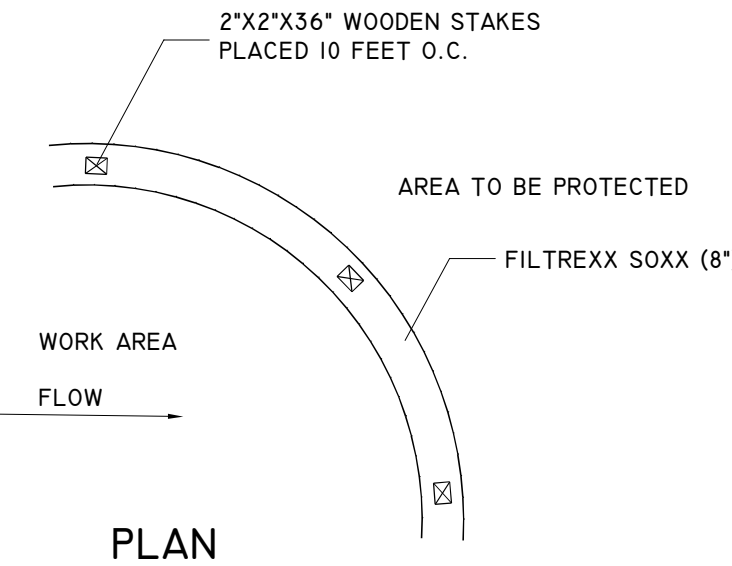 2"X2"X36" WOODEN STAKES
PLACED 10 FEET O.C.
AREA TO BE PROTECTED
FILTREXX SOXX (8"
WORK AREA
FLOW
PLAN